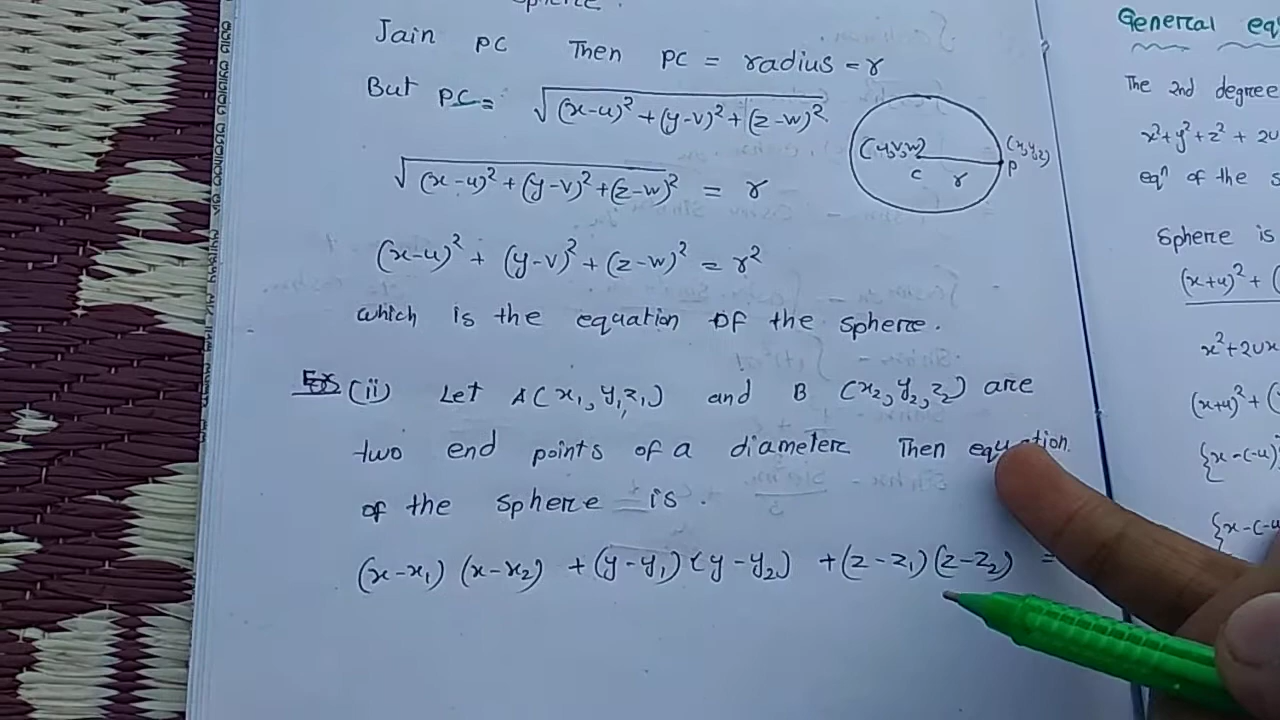 sphere.
Jain PC Then PC = radius = r
But PC = √(x-u)² + (y-v)² + (z-w)²
(u,v,w) C r P (x,y,z)
√(x-u)² + (y-v)² + (z-w)² = r
(x-u)² + (y-v)² + (z-w)² = r²
which is the equation of the sphere.
(ii) Let A(x₁, y₁, z₁) and B (x₂, y₂, z₂) are
two end points of a diameter Then equation
of the sphere is.
(x-x₁) (x-x₂) + (y-y₁) (y-y₂) + (z-z₁) (z-z₂) =
General eq
The 2nd degree
x²+y²+z² + 2u
eqⁿ of the s
sphere is
(x+u)² + (
x²+2ux
(x+u)² + (
{x-(-u)}
{x-(-u